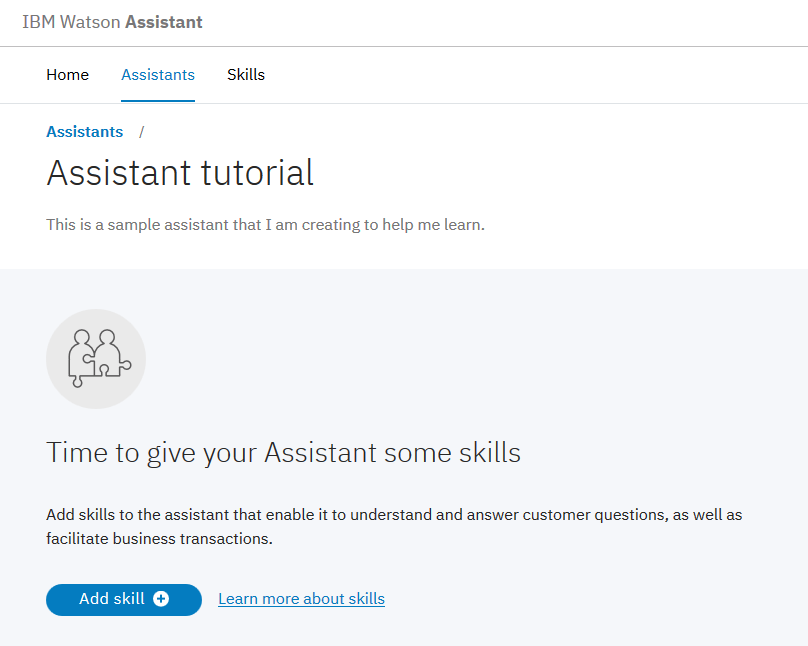 IBM Watson Assistant
Home Assistants Skills
Assistants /
Assistant tutorial
This is a sample assistant that I am creating to help me learn.
Time to give your Assistant some skills
Add skills to the assistant that enable it to understand and answer customer questions, as well as
facilitate business transactions.
Add skill Learn more about skills